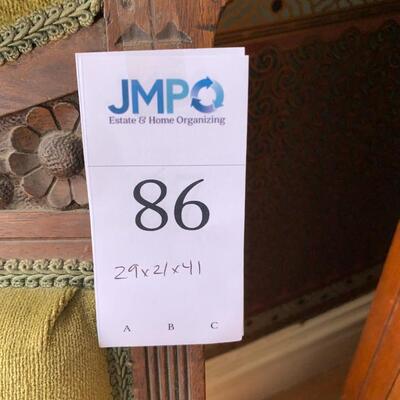 JMPO
Estate & Home Organizing
86
29x21x41
A B C